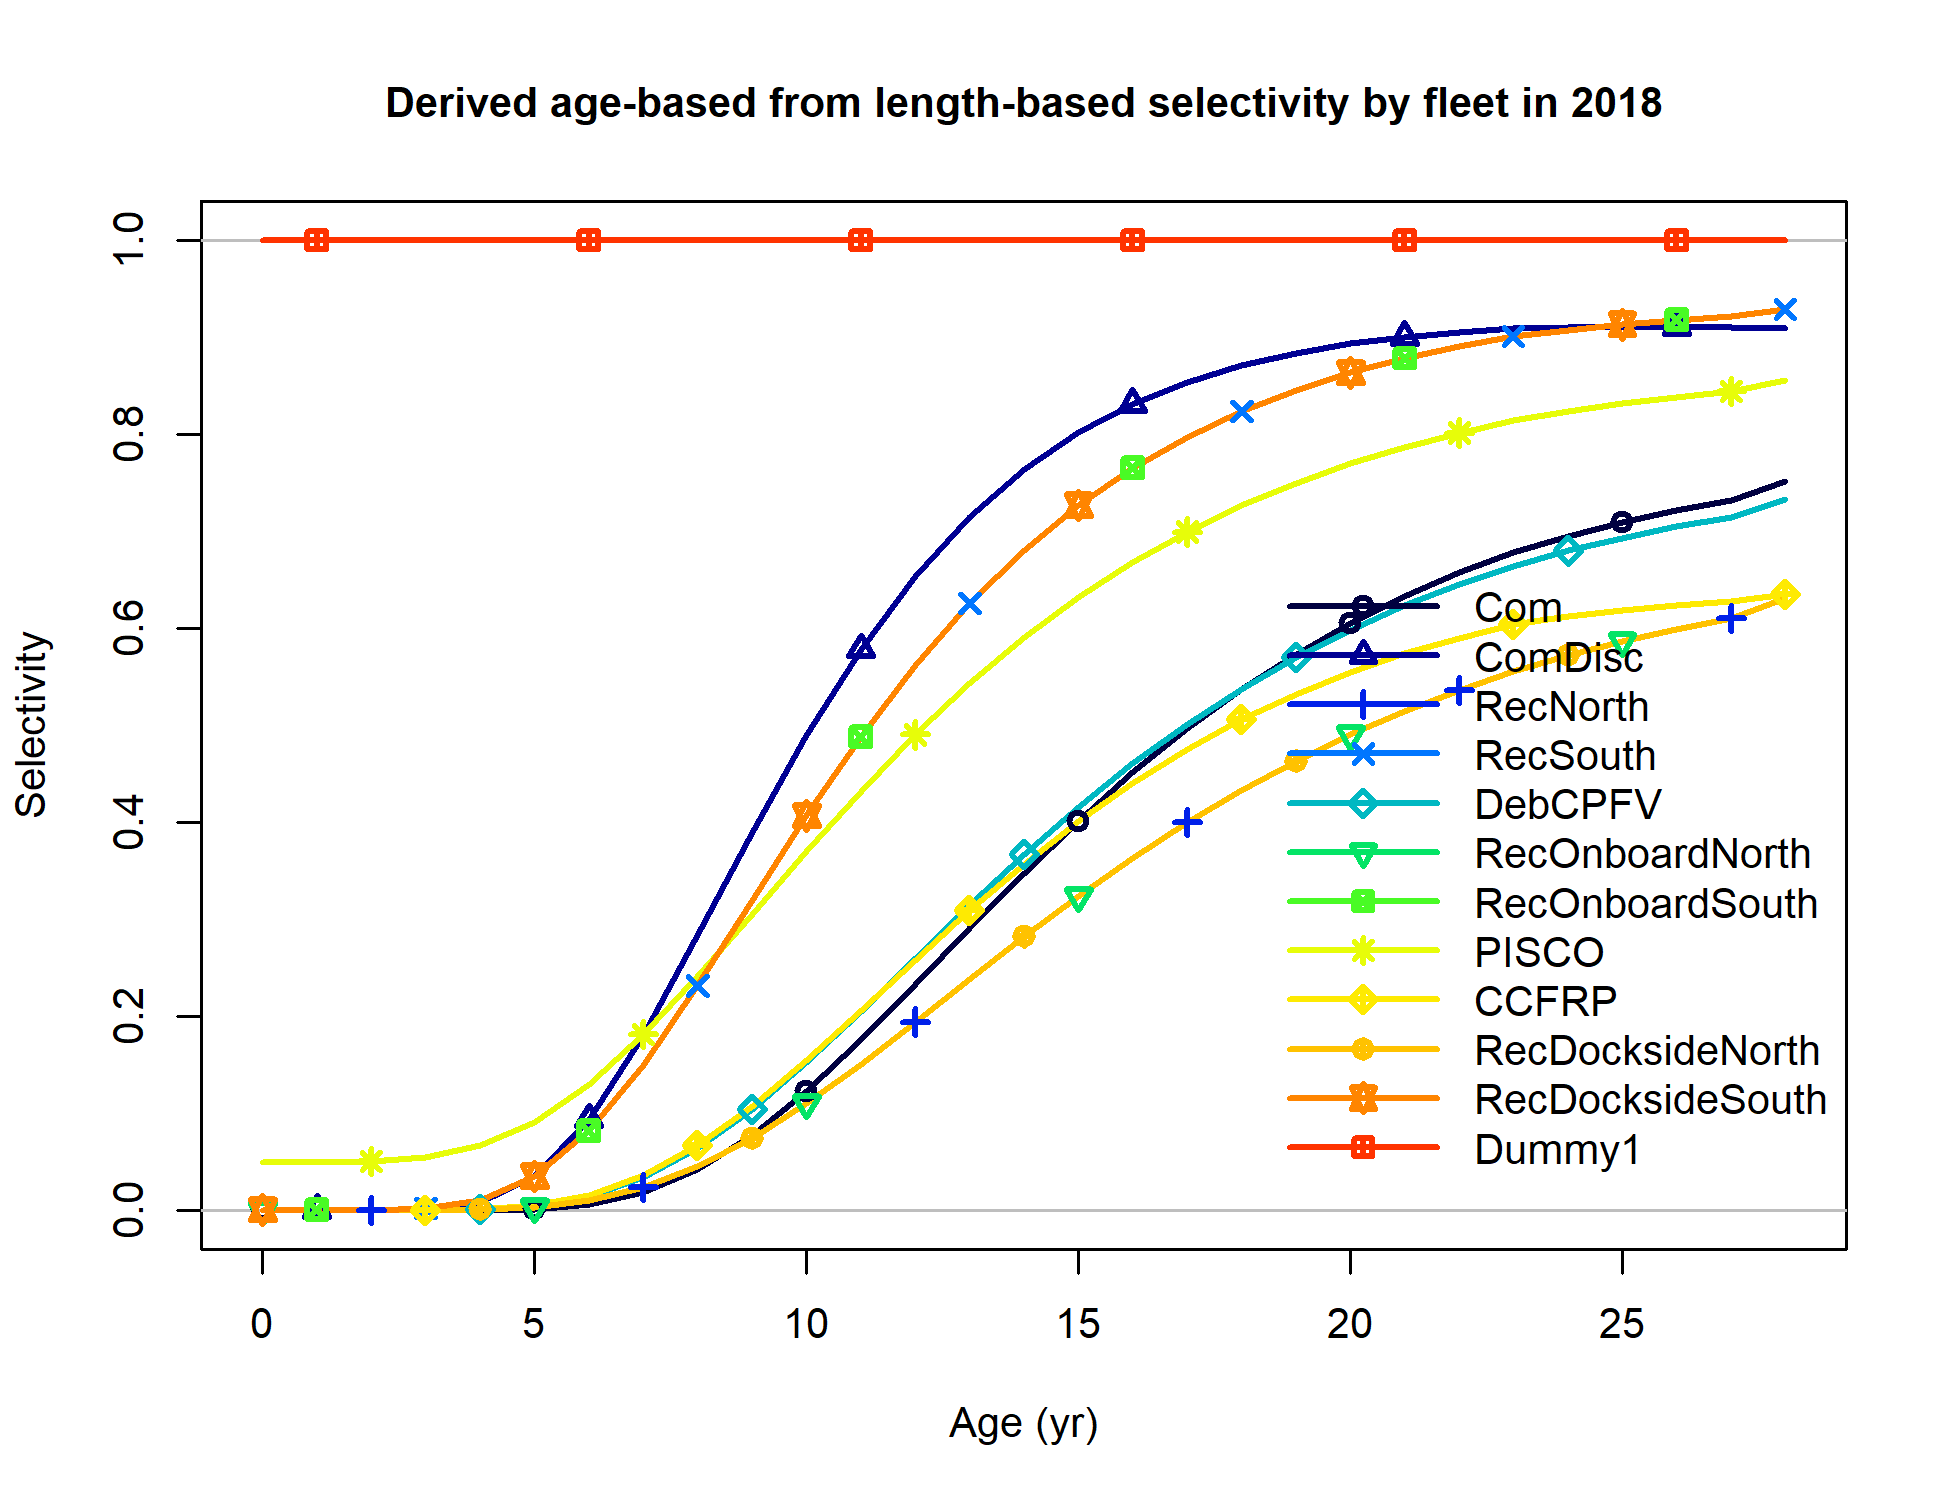 Derived age-based from length-based selectivity by fleet in 2018
1.0
0.8
0.6
0.4
0.2
0.0
Selectivity
Com
ComDisc
RecNorth
RecSouth
DebCPFV
RecOnboardNorth
RecOnboardSouth
PISCO
CCFRP
RecDocksideNorth
RecDocksideSouth
Dummy1
0 5 10 15 20 25
Age (yr)